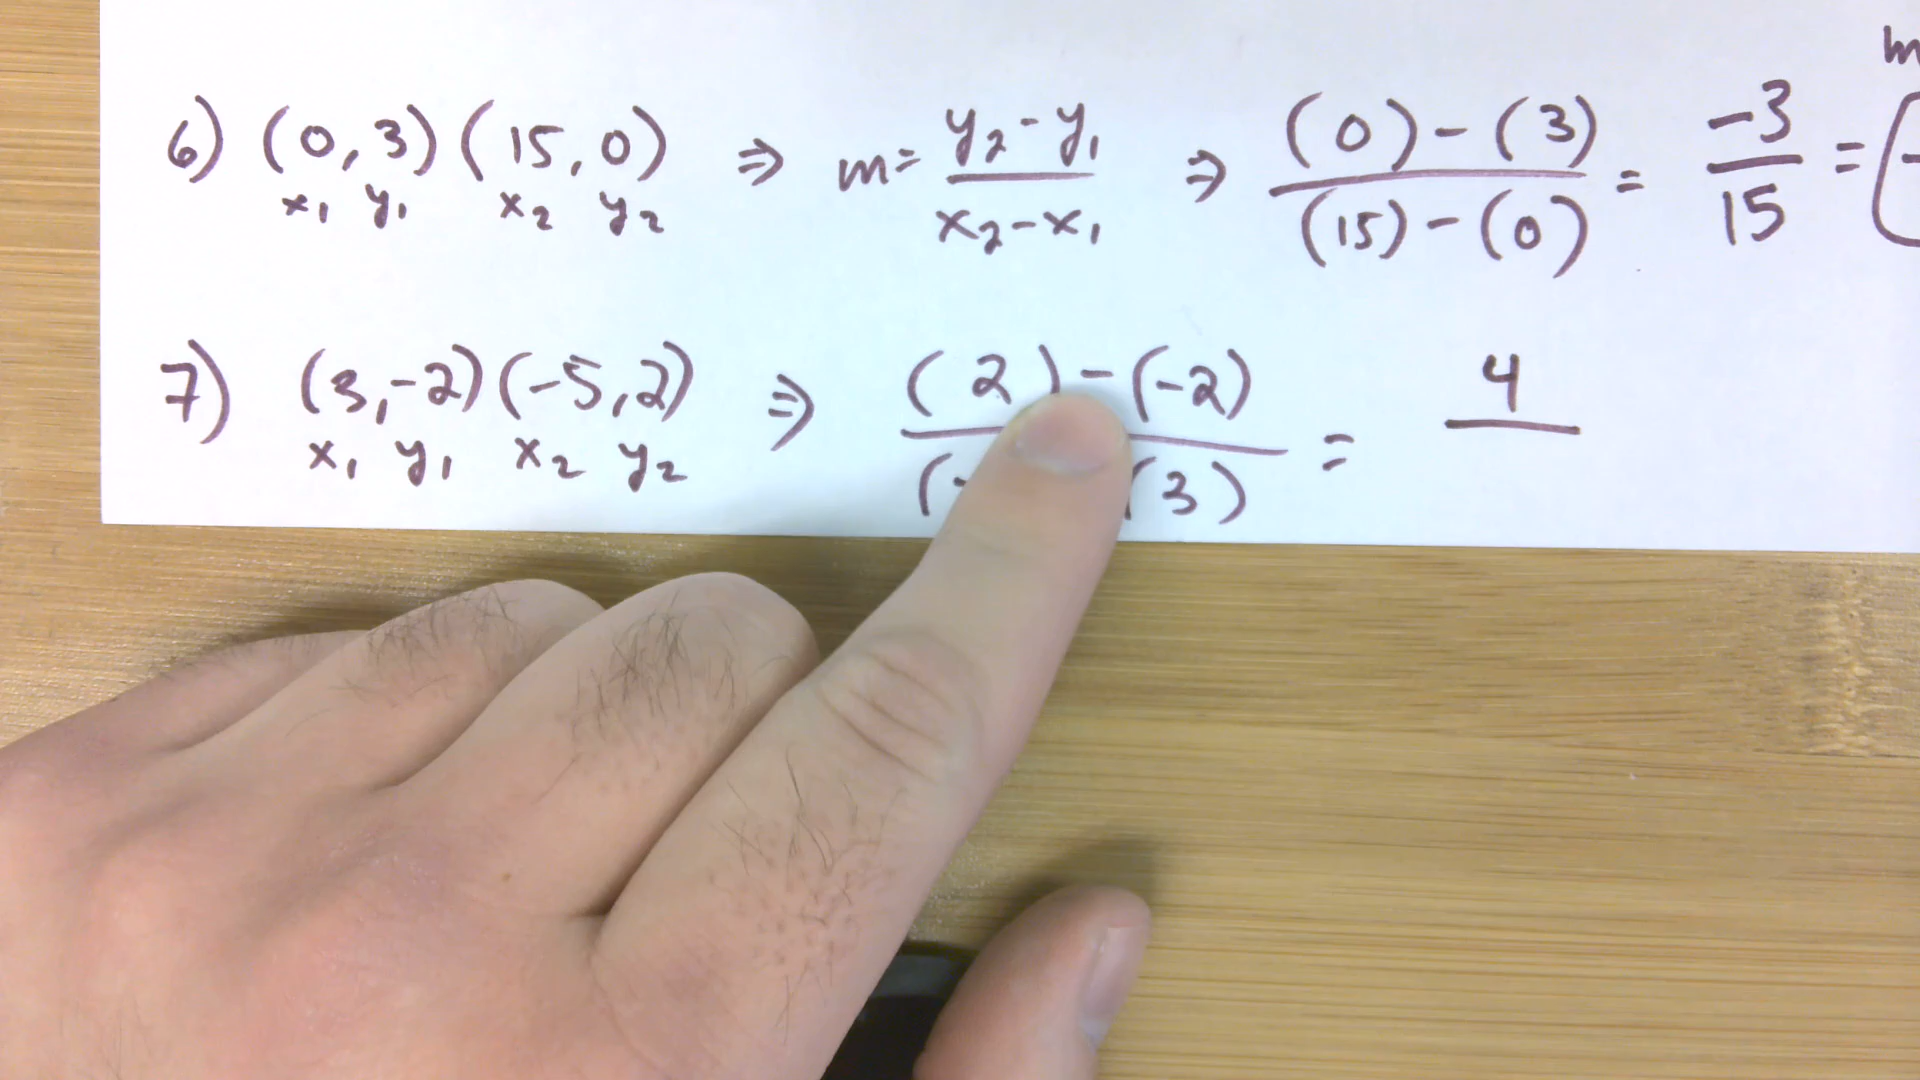 m
6) (0,3)(15,0) ⇒ m= y₂-y₁ / x₂-x₁ ⇒ (0)-(3) / (15)-(0) = -3 / 15 = -
x₁ y₁ x₂ y₂
7) (3,-2)(-5,2) ⇒ (2)-(-2) / (- (3) = 4
x₁ y₁ x₂ y₂